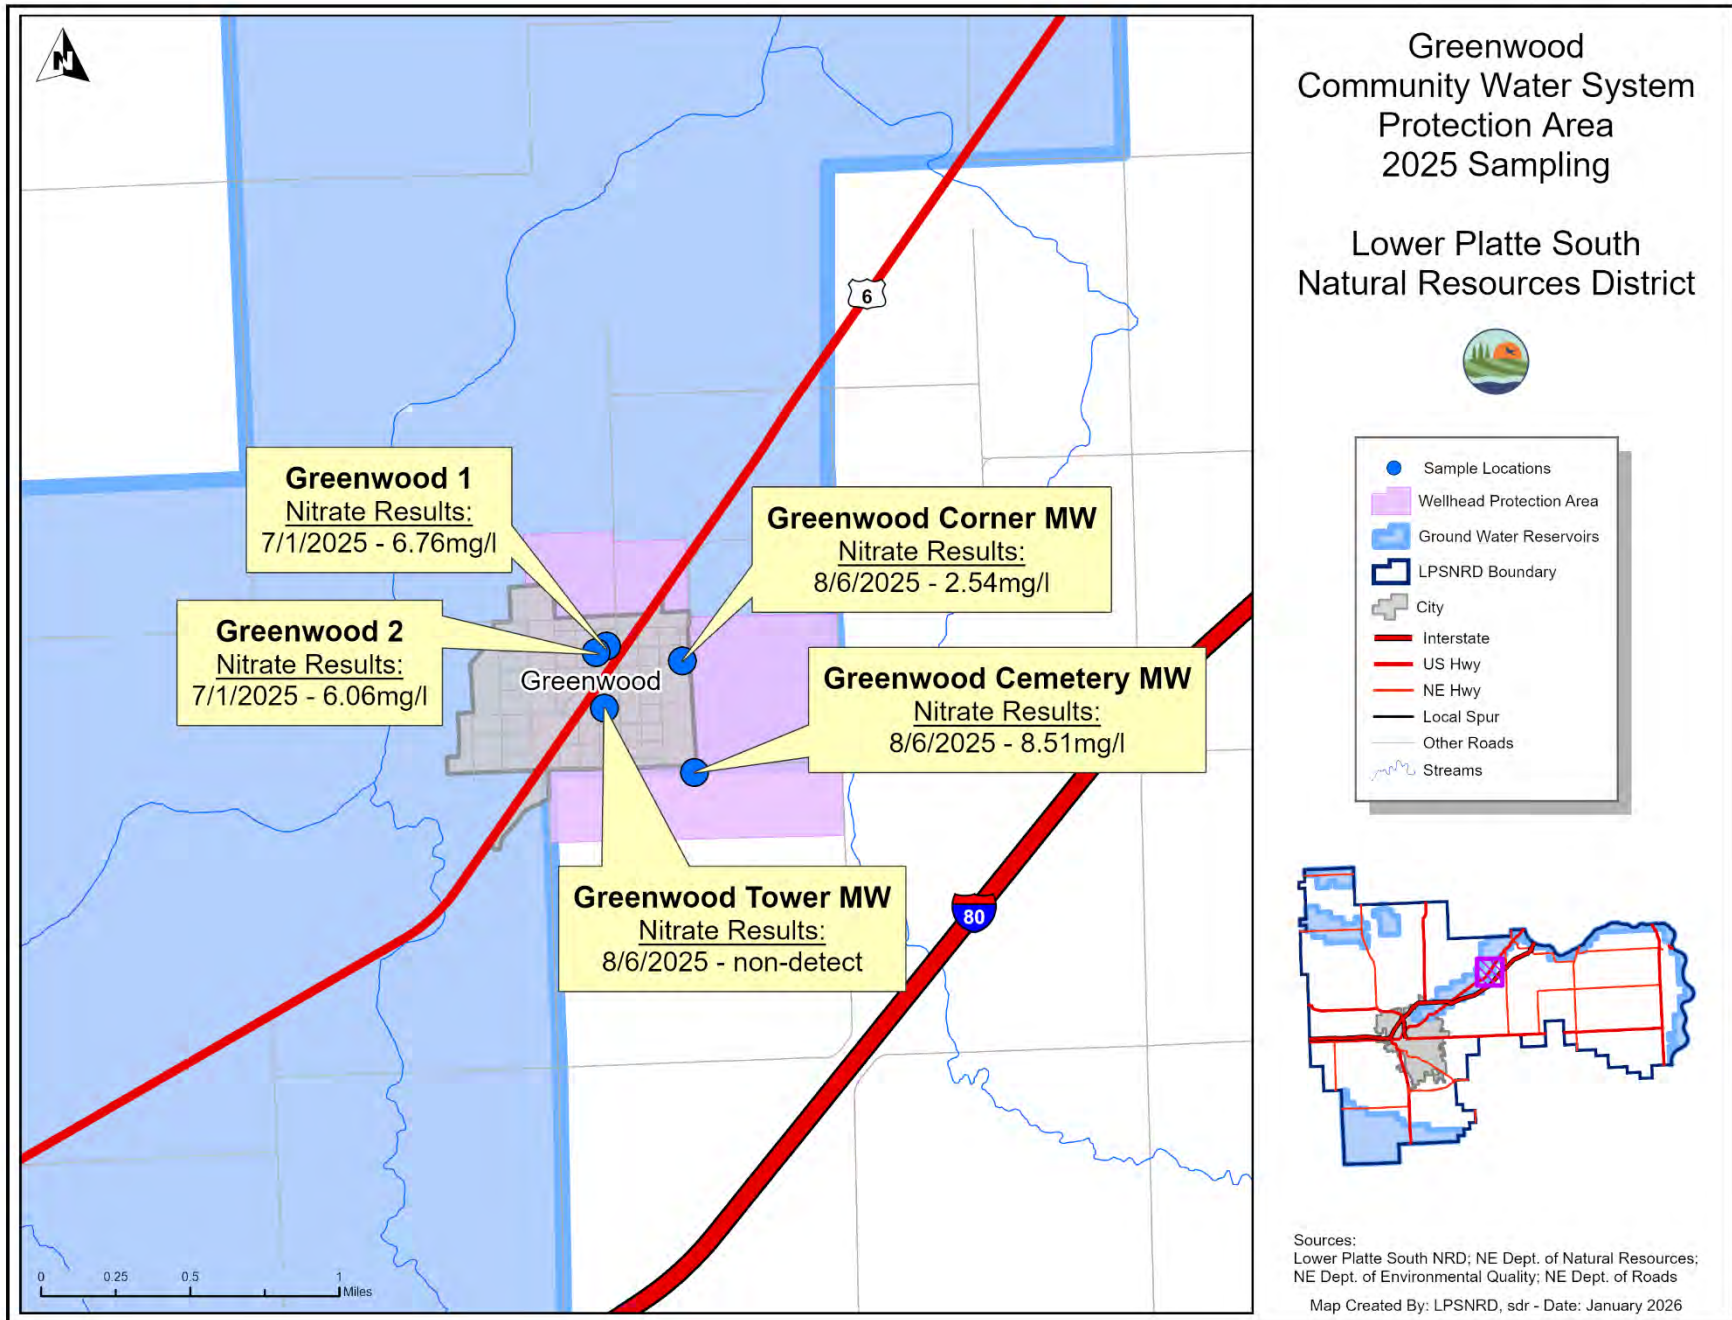 N
Greenwood
Community Water System
Protection Area
2025 Sampling
Lower Platte South
Natural Resources District
6
Greenwood 1
Nitrate Results:
7/1/2025 - 6.76mg/l
Greenwood Corner MW
Nitrate Results:
8/6/2025 - 2.54mg/l
Greenwood 2
Nitrate Results:
7/1/2025 - 6.06mg/l
Greenwood
Greenwood Cemetery MW
Nitrate Results:
8/6/2025 - 8.51mg/l
Greenwood Tower MW
Nitrate Results:
8/6/2025 - non-detect
80
0 0.25 0.5 1
Miles
Sample Locations
Wellhead Protection Area
Ground Water Reservoirs
LPSNRD Boundary
City
Interstate
US Hwy
NE Hwy
Local Spur
Other Roads
Streams
Sources:
Lower Platte South NRD; NE Dept. of Natural Resources;
NE Dept. of Environmental Quality; NE Dept. of Roads
Map Created By: LPSNRD, sdr - Date: January 2026